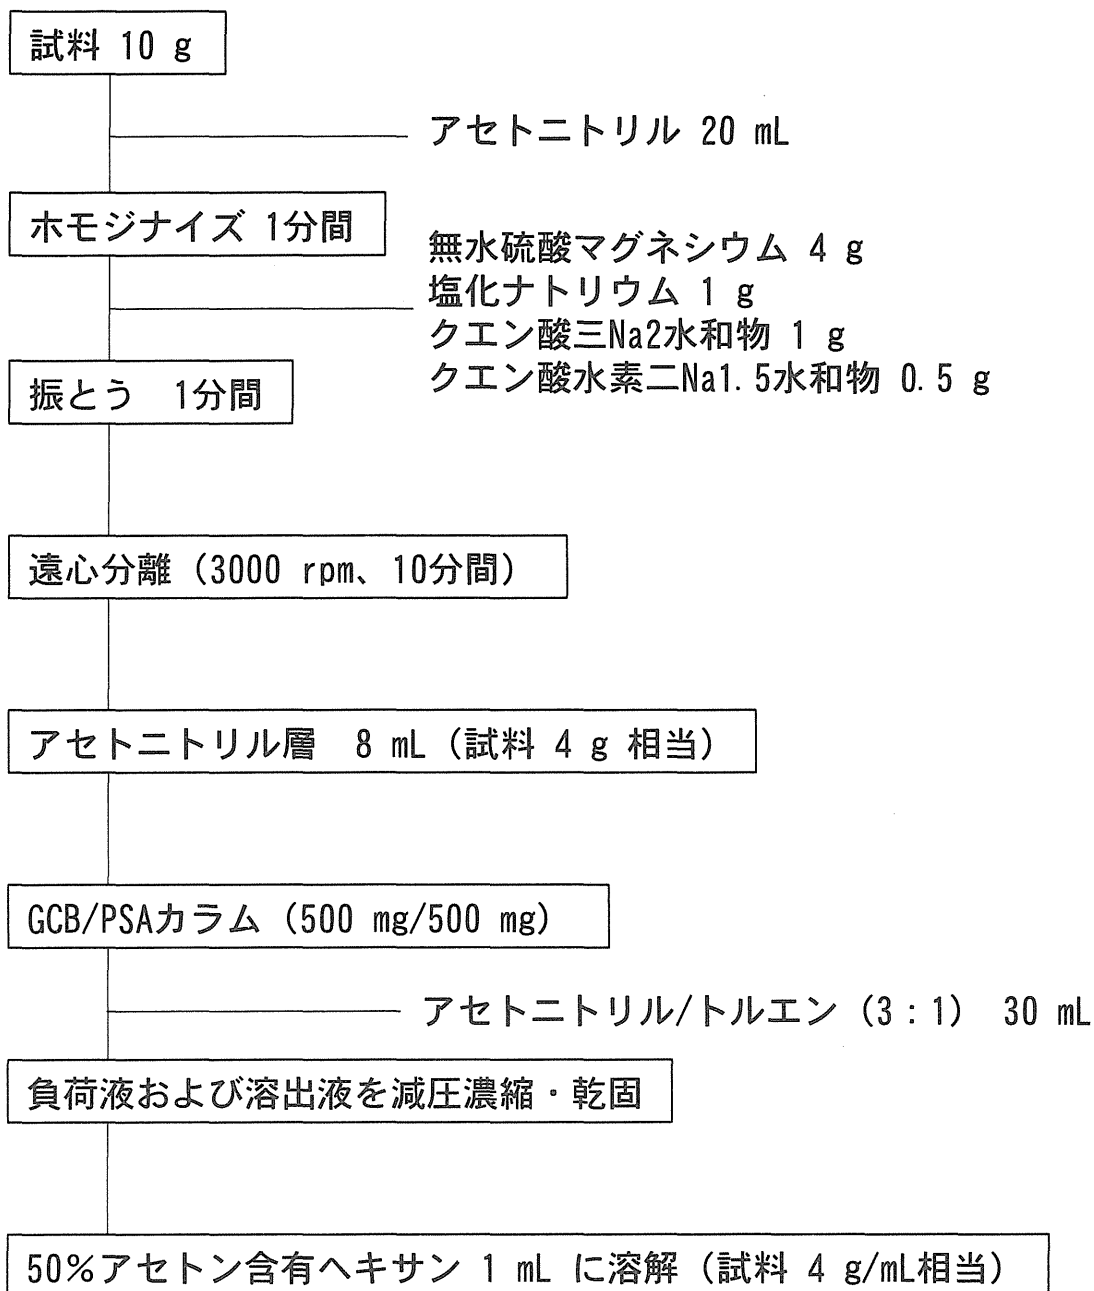 試料 10 g
アセトニトリル 20 mL
ホモジナイズ 1分間
無水硫酸マグネシウム 4 g
塩化ナトリウム 1 g
クエン酸三Na2水和物 1 g
クエン酸水素二Na1.5水和物 0.5 g
振とう 1分間
遠心分離（3000 rpm、10分間）
アセトニトリル層 8 mL（試料 4 g 相当）
GCB/PSAカラム（500 mg/500 mg）
アセトニトリル/トルエン（3：1） 30 mL
負荷液および溶出液を減圧濃縮・乾固
50%アセトン含有ヘキサン 1 mL に溶解（試料 4 g/mL相当）